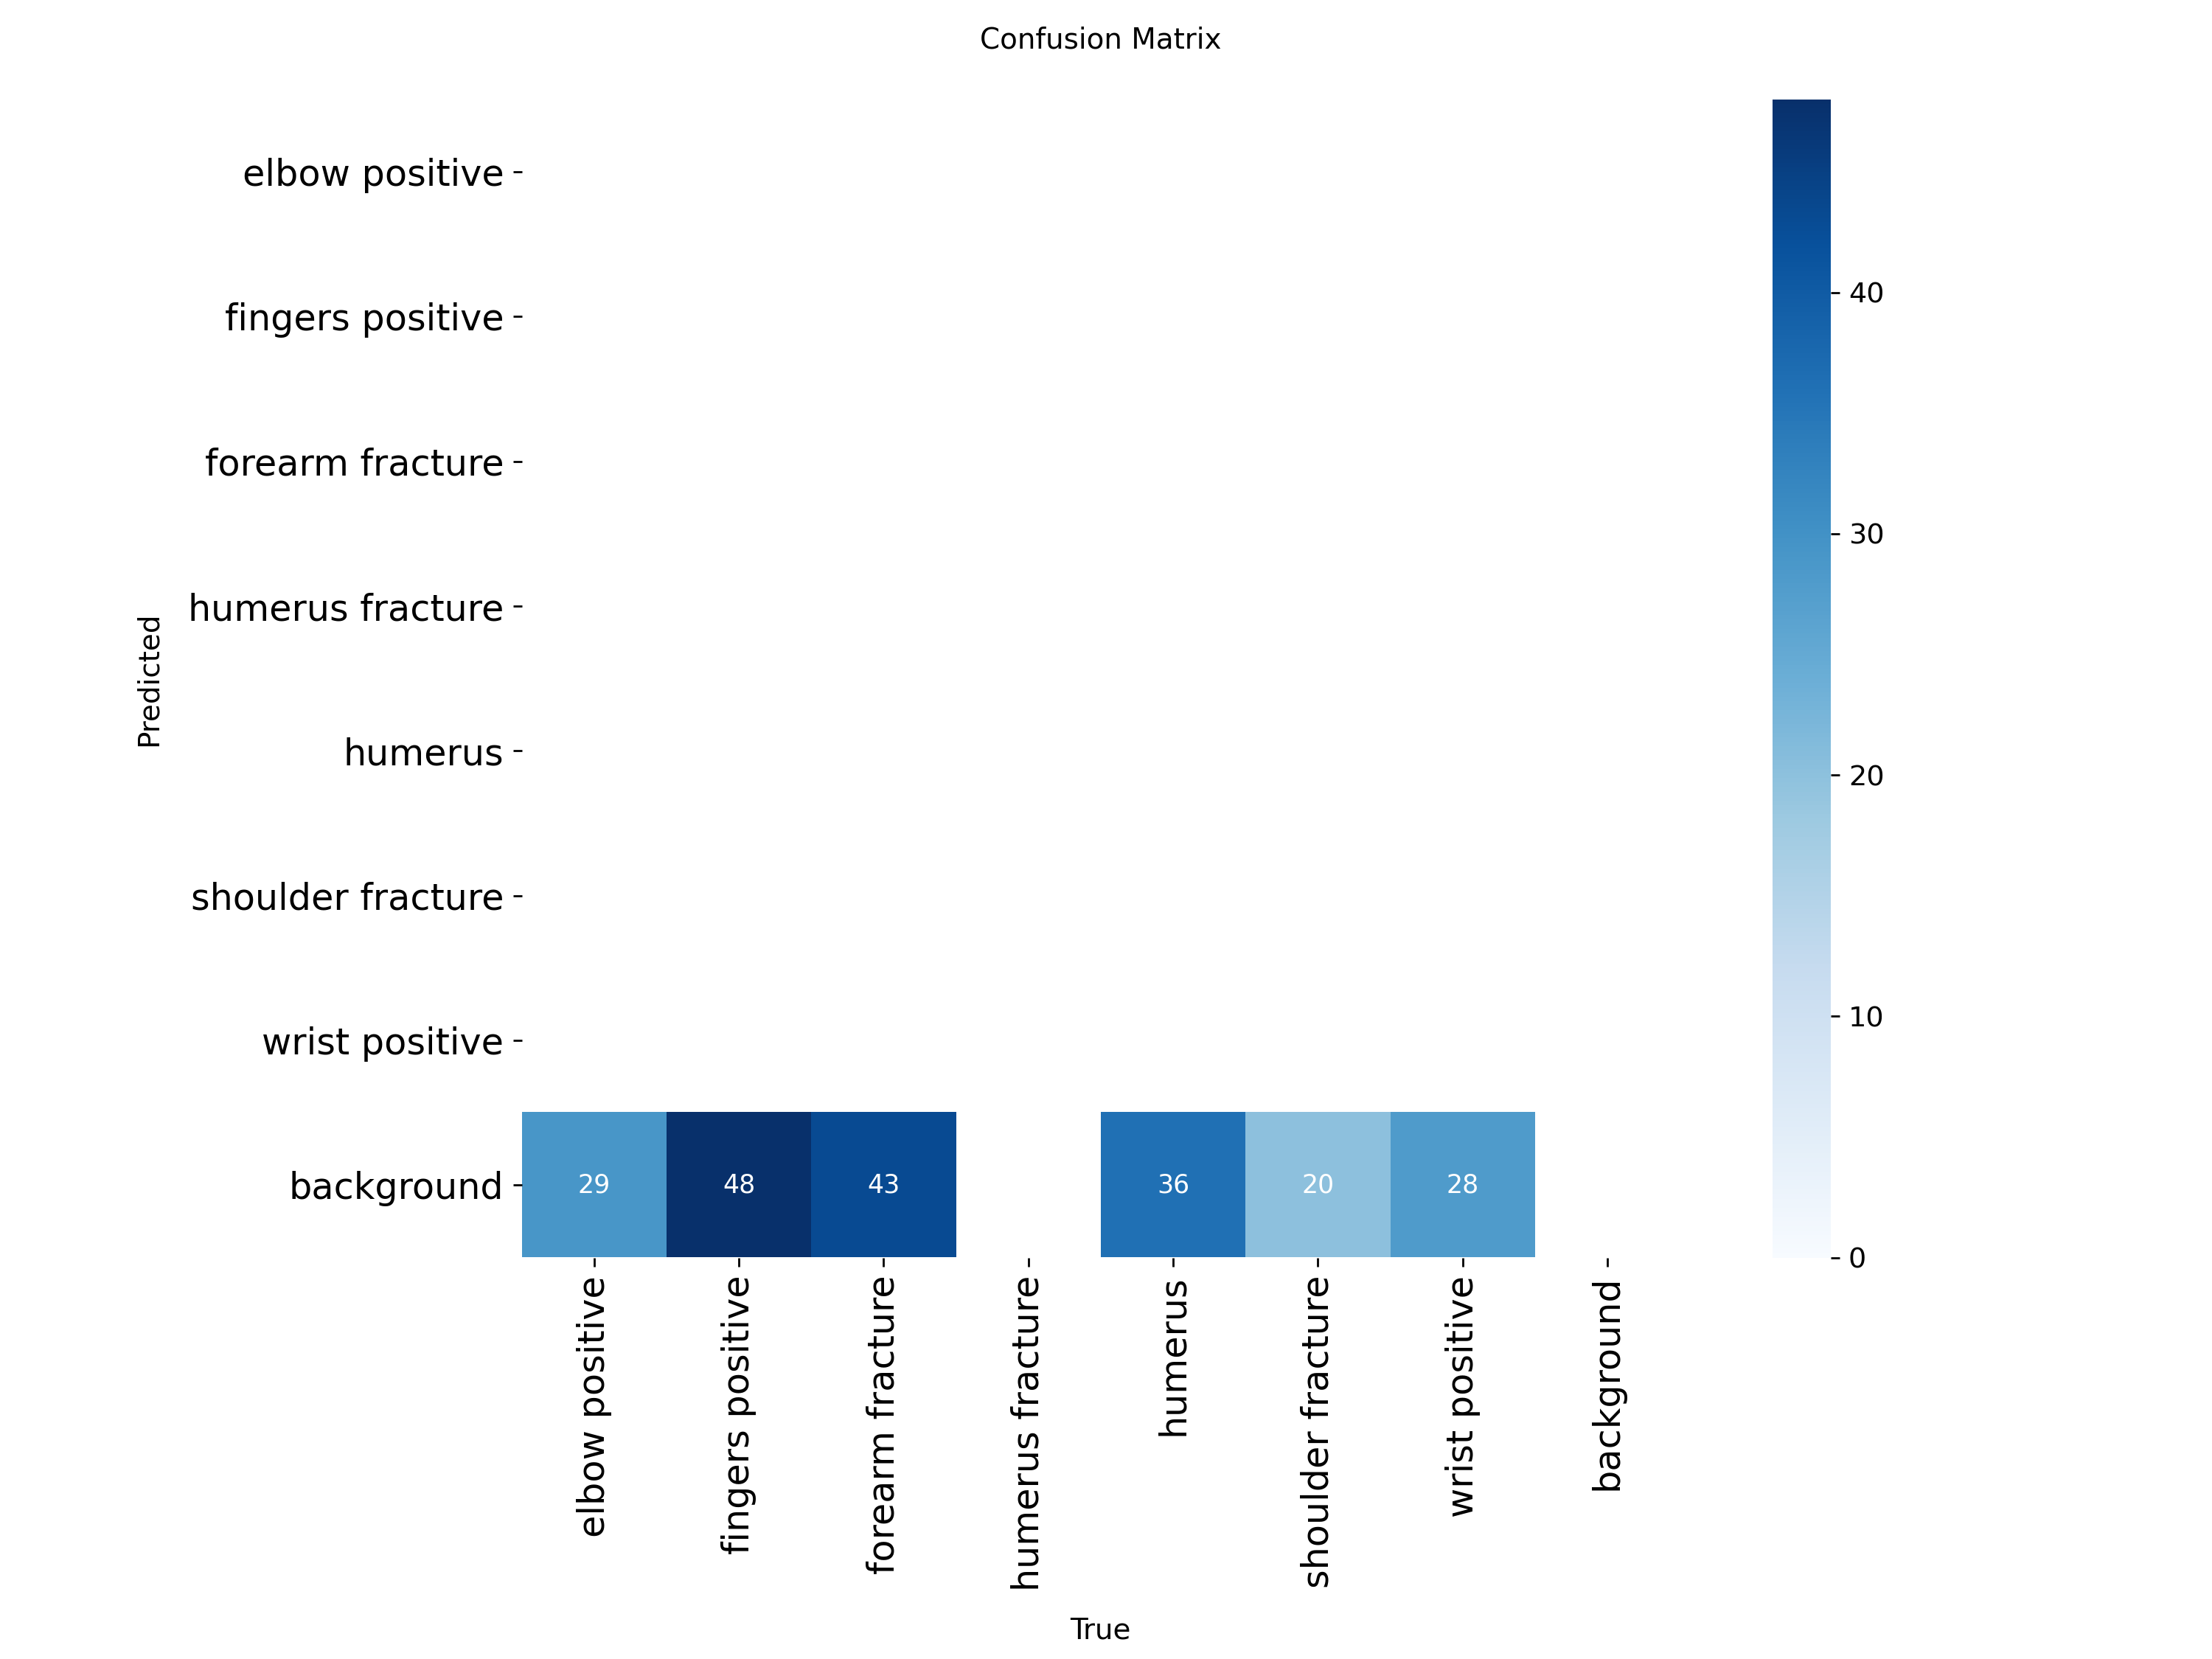 Confusion Matrix
Predicted
elbow positive
fingers positive
forearm fracture
humerus fracture
humerus
shoulder fracture
wrist positive
background
29 48 43 36 20 28
elbow positive
fingers positive
forearm fracture
humerus fracture
humerus
shoulder fracture
wrist positive
background
True
40
30
20
10
0